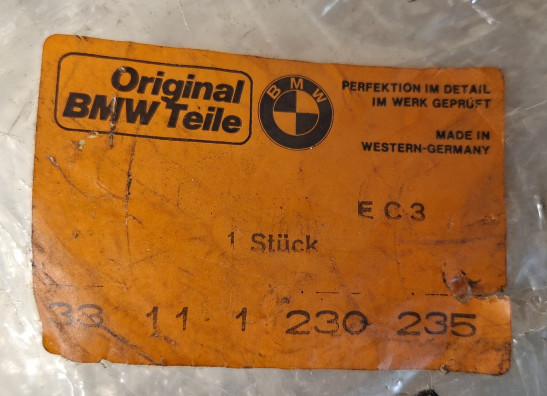 Original
BMW Teile
BMW
PERFEKTION IM DETAIL
IM WERK GEPRÜFT
MADE IN
WESTERN-GERMANY
E C 3
1 Stück
33 11 1 230 235